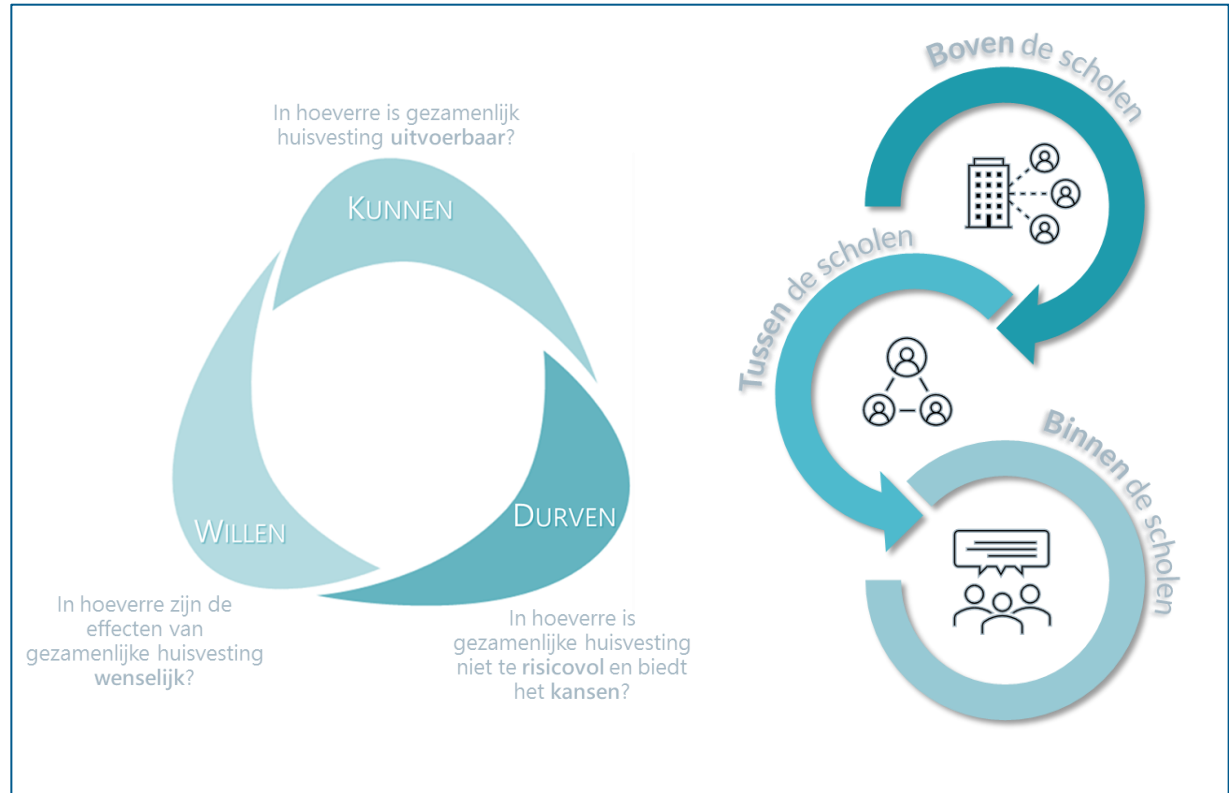 In hoeverre is gezamenlijk
huisvesting uitvoerbaar?
KUNNEN
WILLEN
DURVEN
In hoeverre zijn de
effecten van
gezamenlijke huisvesting
wenselijk?
In hoeverre is
gezamenlijke huisvesting
niet te risicovol en biedt
het kansen?
Boven de scholen
Tussen de scholen
Binnen de scholen